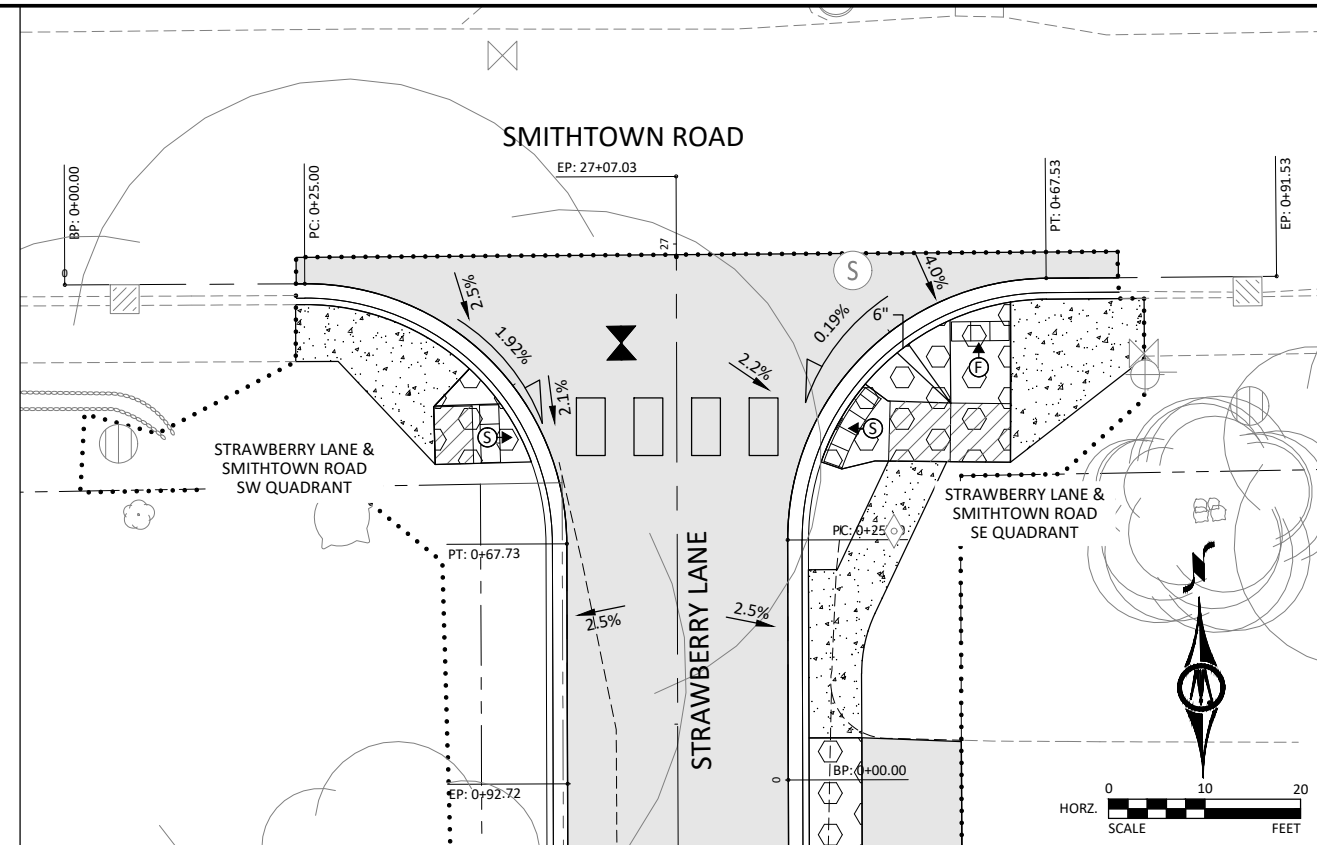 SMITHTOWN ROAD
EP: 27+07.03
BP: 0+00.00
0
PC: 0+25.00
27
PT: 0+67.53
EP: 0+91.53
S
2.5%
1.92%
2.1%
2.2%
0.19%
6"
4.0%
F
S
S
STRAWBERRY LANE &
SMITHTOWN ROAD
SW QUADRANT
STRAWBERRY LANE &
SMITHTOWN ROAD
SE QUADRANT
PT: 0+67.73
2.5%
2.5%
STRAWBERRY LANE
0
BP: 0+00.00
EP: 0+92.72
N
HORZ.
0 10 20
SCALE FEET